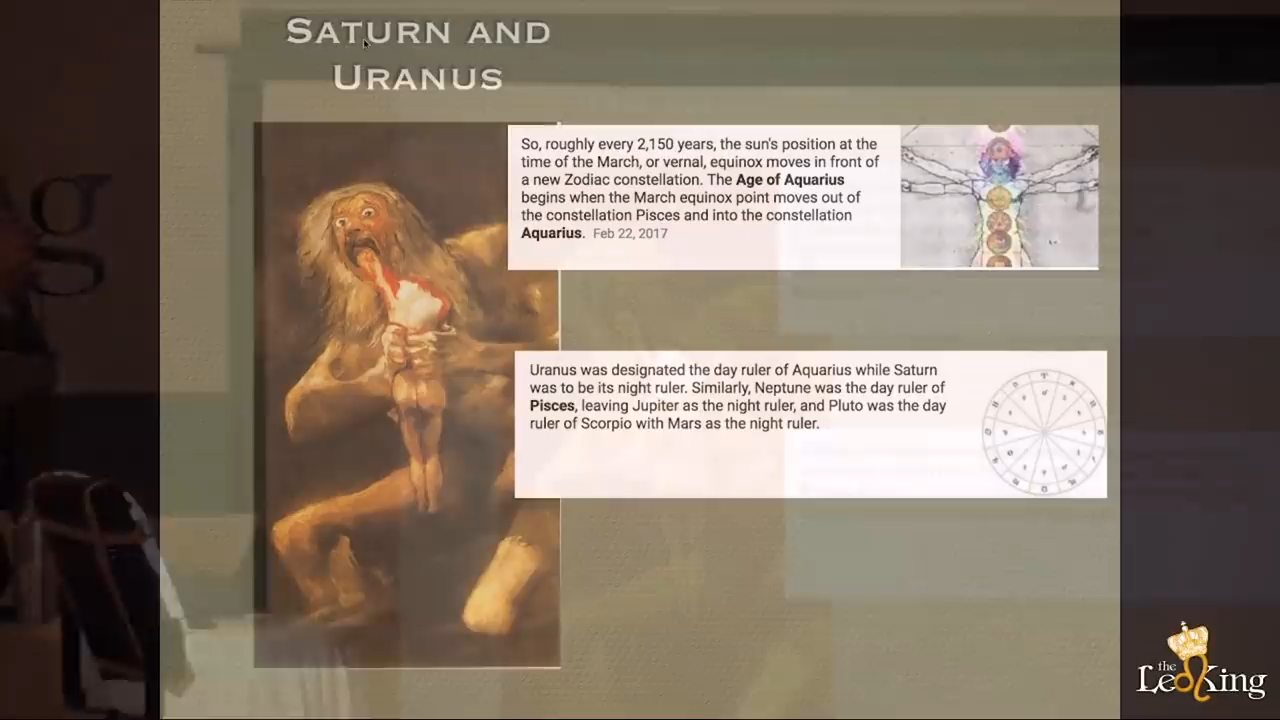 SATURN AND
URANUS
So, roughly every 2,150 years, the sun's position at the
time of the March, or vernal, equinox moves in front of
a new Zodiac constellation. The Age of Aquarius
begins when the March equinox point moves out of
the constellation Pisces and into the constellation
Aquarius. Feb 22, 2017
g
Uranus was designated the day ruler of Aquarius while Saturn
was to be its night ruler. Similarly, Neptune was the day ruler of
Pisces, leaving Jupiter as the night ruler, and Pluto was the day
ruler of Scorpio with Mars as the night ruler.
the
Leo King